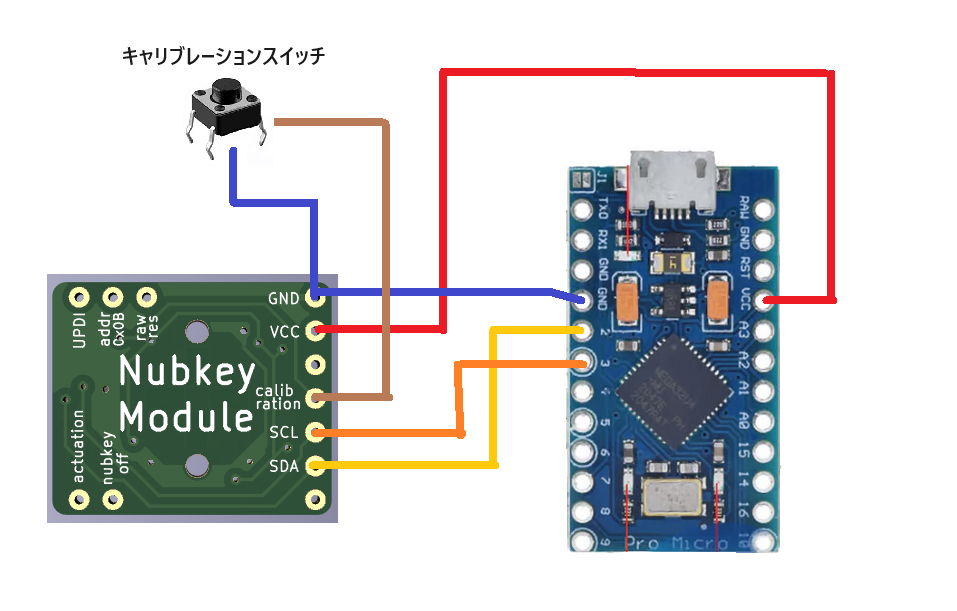 キャリブレーションスイッチ
GND
VCC
calib
ration
SCL
SDA
UPDI
addr
0x0B
raw
res
Nubkey
Module
actuation
nubkey
off
J1
TXO
RX1
GND
GND
2
3
4
5
6
7
8
9
RAW
GND
RST
VCC
A3
A2
A1
A0
15
14
16
10
MEGA32U4
Pro Micro